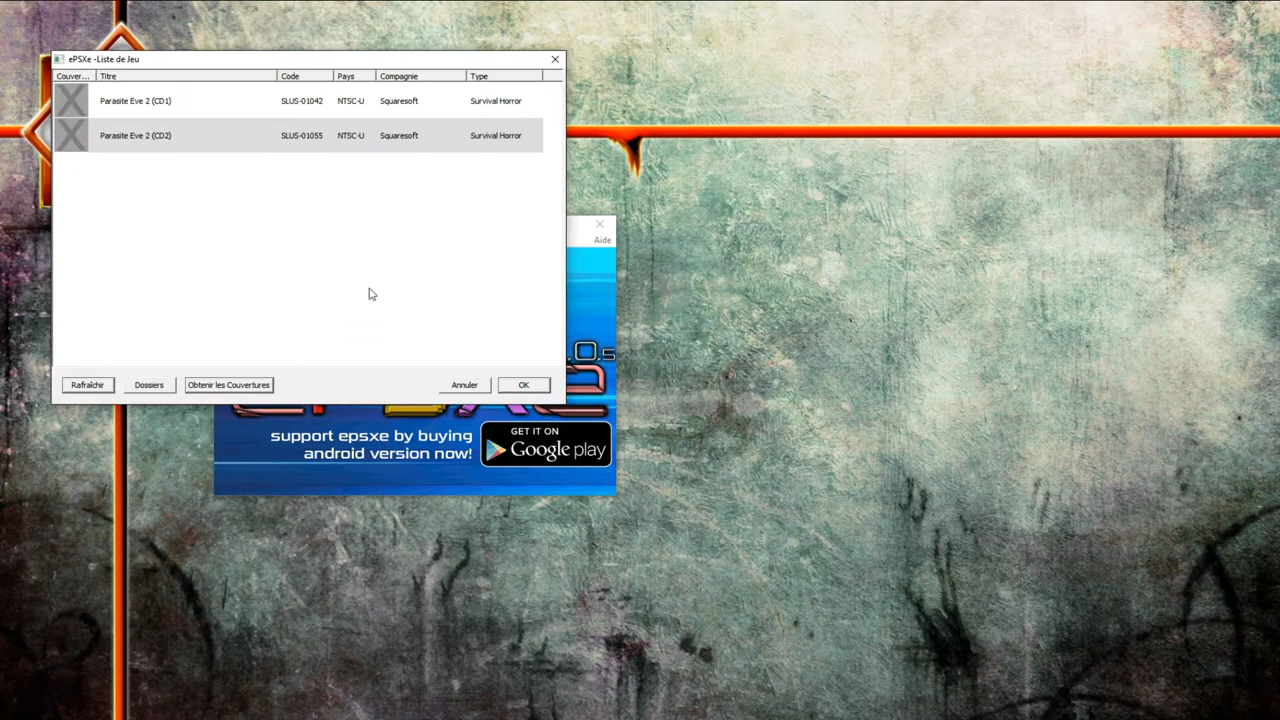 ePSXe -Liste de Jeu
Couver... Titre Code Pays Compagnie Type
Parasite Eve 2 (CD1) SLUS-01042 NTSC-U Squaresoft Survival Horror
Parasite Eve 2 (CD2) SLUS-01055 NTSC-U Squaresoft Survival Horror
Aide
.0.5
Rafraîchir Dossiers Obtenir les Couvertures Annuler OK
support epsxe by buying
android version now!
GET IT ON
Google play